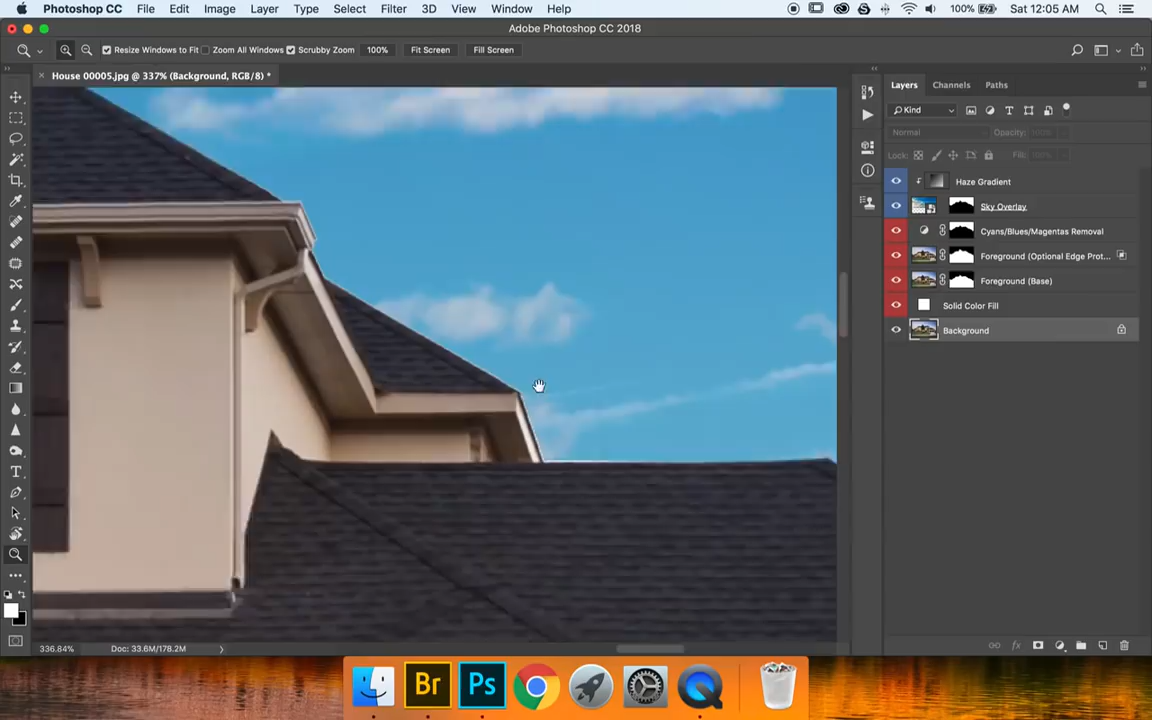 Photoshop CC File Edit Image Layer Type Select Filter 3D View Window Help 100% Sat 12:05 AM
Adobe Photoshop CC 2018
Resize Windows to Fit Zoom All Windows Scrubby Zoom 100% Fit Screen Fill Screen
House 00005.jpg @ 337% (Background, RGB/8) *
Layers Channels Paths
Kind
Normal Opacity: 100%
Lock: Fill: 100%
Haze Gradient
Sky Overlay
Cyans/Blues/Magentas Removal
Foreground (Optional Edge Prot...
Foreground (Base)
Solid Color Fill
Background
336.84% Doc: 33.6M/178.2M
Br Ps